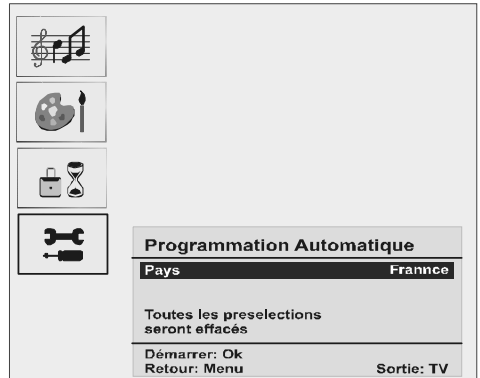 Programmation Automatique
Pays Frannce
Toutes les preselections
seront effacés
Démarrer: Ok
Retour: Menu Sortie: TV